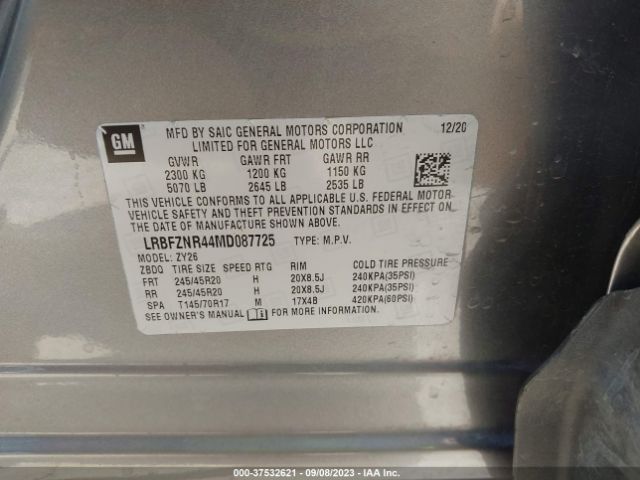 GM
MFD BY SAIC GENERAL MOTORS CORPORATION 12/20
LIMITED FOR GENERAL MOTORS LLC
GVWR GAWR FRT GAWR RR
2300 KG 1200 KG 1150 KG
5070 LB 2645 LB 2535 LB
THIS VEHICLE CONFORMS TO ALL APPLICABLE U.S. FEDERAL MOTOR
VEHICLE SAFETY AND THEFT PREVENTION STANDARDS IN EFFECT ON
THE DATE OF MANUFACTURE SHOWN ABOVE.
LRBFZNR44MD087725 TYPE: M.P.V.
MODEL: ZY26
ZBDQ TIRE SIZE SPEED RTG RIM COLD TIRE PRESSURE
FRT 245/45R20 H 20X8.5J 240KPA(35PSI)
RR 245/45R20 H 20X8.5J 240KPA(35PSI)
SPA T145/70R17 M 17X4B 420KPA(60PSI)
SEE OWNER'S MANUAL FOR MORE INFORMATION.
000-37532621 - 09/08/2023 - IAA Inc.